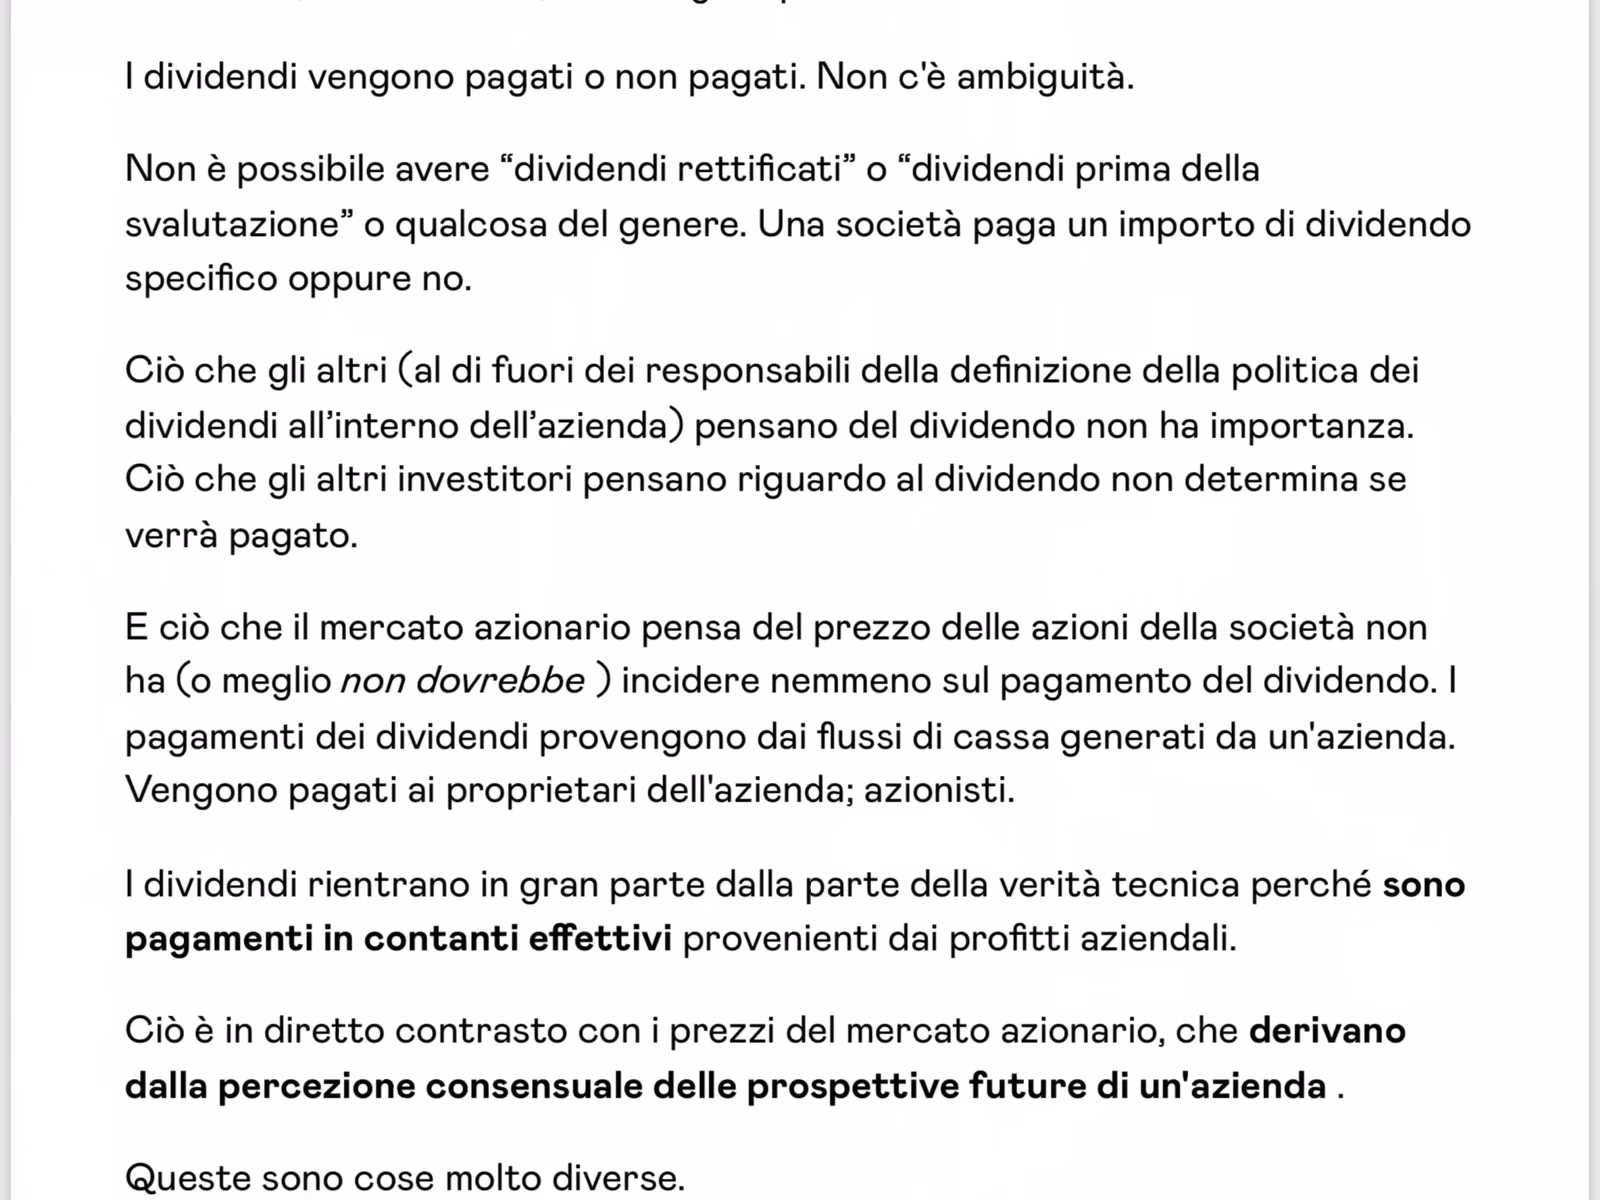 I dividendi vengono pagati o non pagati. Non c'è ambiguità.
Non è possibile avere “dividendi rettificati” o “dividendi prima della
svalutazione” o qualcosa del genere. Una società paga un importo di dividendo
specifico oppure no.
Ciò che gli altri (al di fuori dei responsabili della definizione della politica dei
dividendi all’interno dell’azienda) pensano del dividendo non ha importanza.
Ciò che gli altri investitori pensano riguardo al dividendo non determina se
verrà pagato.
E ciò che il mercato azionario pensa del prezzo delle azioni della società non
ha (o meglio non dovrebbe ) incidere nemmeno sul pagamento del dividendo. I
pagamenti dei dividendi provengono dai flussi di cassa generati da un'azienda.
Vengono pagati ai proprietari dell'azienda; azionisti.
I dividendi rientrano in gran parte dalla parte della verità tecnica perché sono
pagamenti in contanti effettivi provenienti dai profitti aziendali.
Ciò è in diretto contrasto con i prezzi del mercato azionario, che derivano
dalla percezione consensuale delle prospettive future di un'azienda .
Queste sono cose molto diverse.